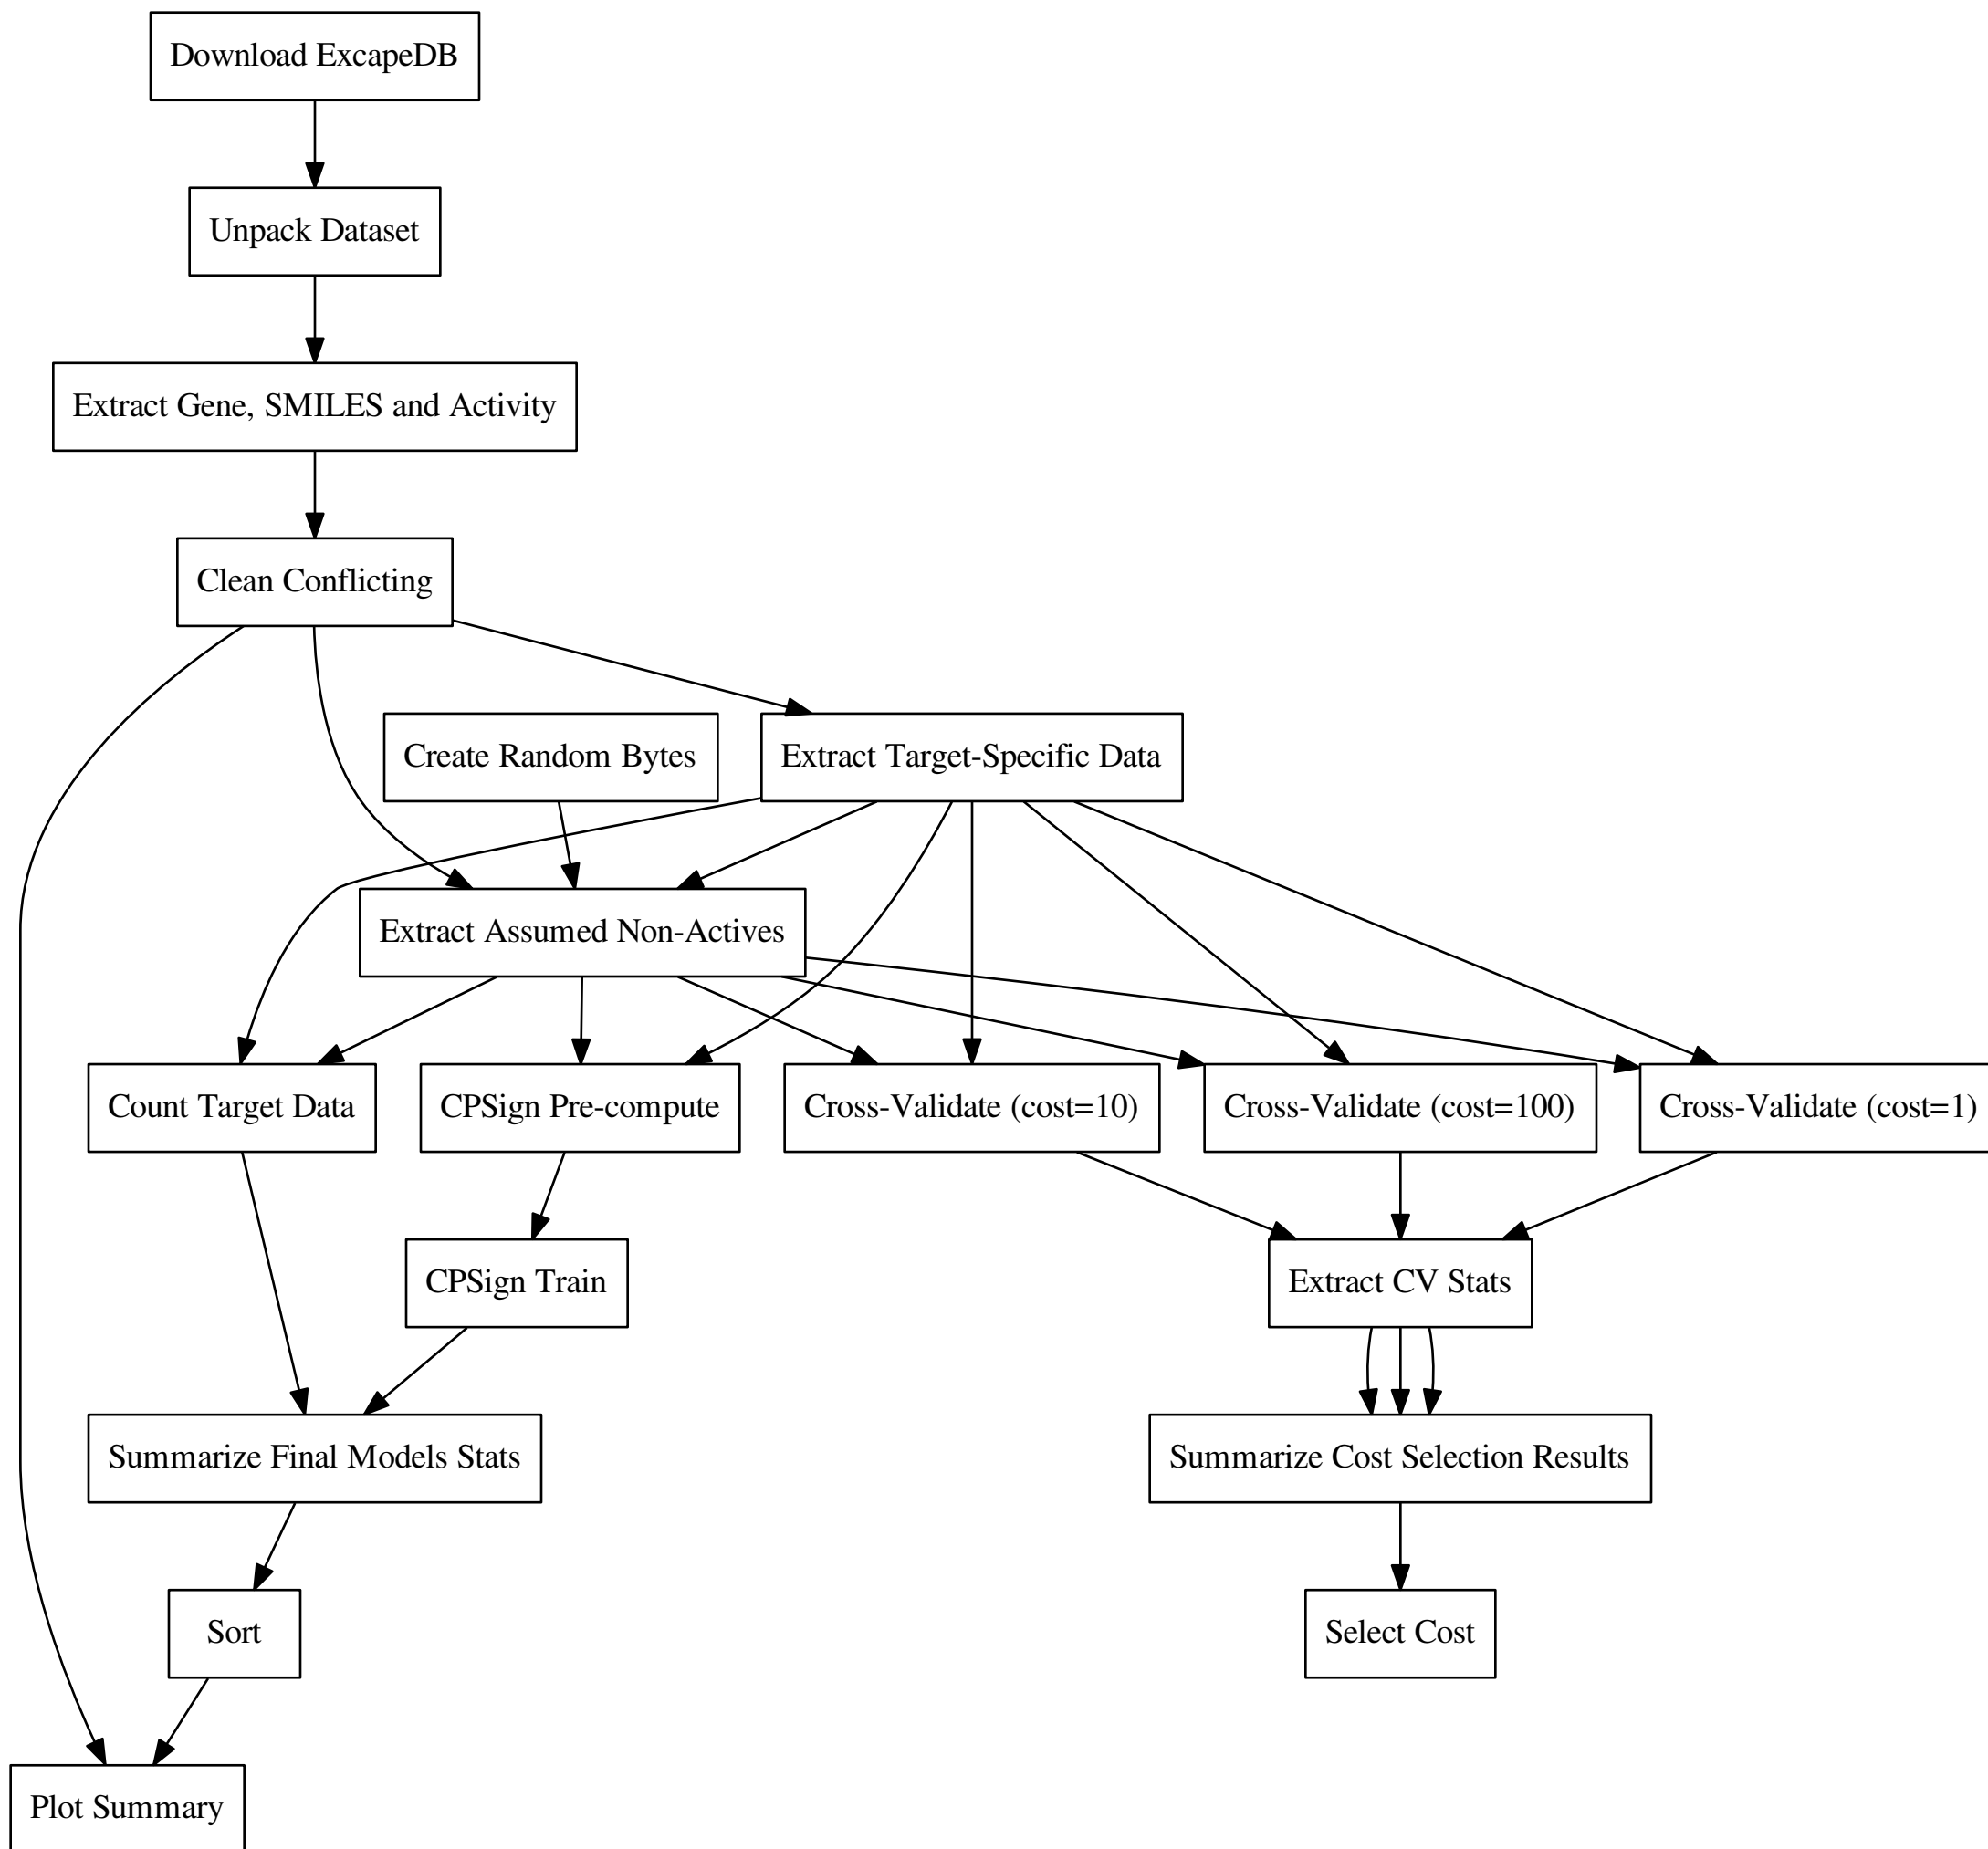 Download ExcapeDB
Unpack Dataset
Extract Gene, SMILES and Activity
Clean Conflicting
Create Random Bytes
Extract Target-Specific Data
Extract Assumed Non-Actives
Count Target Data
CPSign Pre-compute
Cross-Validate (cost=10)
Cross-Validate (cost=100)
Cross-Validate (cost=1)
CPSign Train
Extract CV Stats
Summarize Final Models Stats
Summarize Cost Selection Results
Sort
Select Cost
Plot Summary